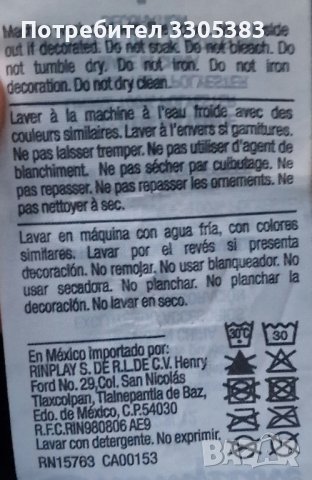 Потребител 3305383
out if decorated. Do not soak. Do not bleach. Do
not tumble dry. Do not iron. Do not iron
decoration. Do not dry clean.
Laver à la machine à l'eau froide avec des
couleurs similaires. Laver à l'envers si garnitures.
Ne pas laisser tremper. Ne pas utiliser d'agent de
blanchiment. Ne pas sécher par culbutage. Ne
pas repasser. Ne pas repasser les ornements. Ne
pas nettoyer à sec.
Lavar en máquina con agua fría, con colores
similares. Lavar por el revés si presenta
decoración. No remojar. No usar blanqueador. No
usar secadora. No planchar. No planchar la
decoración. No lavar en seco.
En México Importado por:
RINPLAY S. DE R.L.DE C.V. Henry
Ford No. 29, Col. San Nicolás
Tlaxcolpan, Tlalnepantla de Baz,
Edo. de México, C.P.54030
R.F.C.RIN980806 AE9
Lavar con detergente. No exprimir.
RN15763 CA00153
30°C
30
bazar